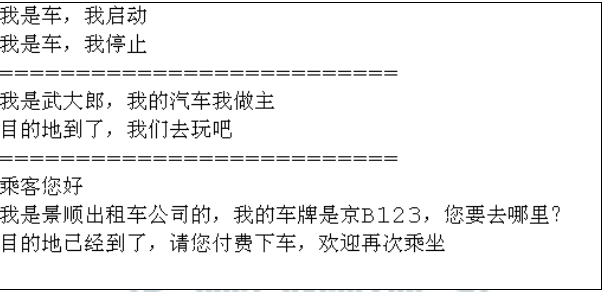 我是车，我启动
我是车，我停止
============================
我是武大郎，我的汽车我做主
目的地到了，我们去玩吧
============================
乘客您好
我是景顺出租车公司的，我的车牌是京B123，您要去哪里？
目的地已经到了，请您付费下车，欢迎再次乘坐